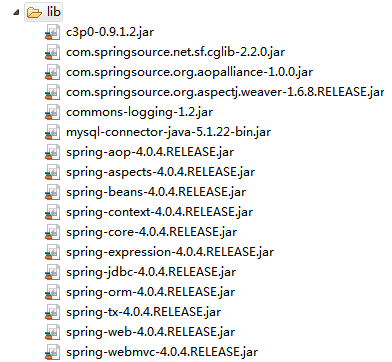 lib
c3p0-0.9.1.2.jar
com.springsource.net.sf.cglib-2.2.0.jar
com.springsource.org.aopalliance-1.0.0.jar
com.springsource.org.aspectj.weaver-1.6.8.RELEASE.jar
commons-logging-1.2.jar
mysql-connector-java-5.1.22-bin.jar
spring-aop-4.0.4.RELEASE.jar
spring-aspects-4.0.4.RELEASE.jar
spring-beans-4.0.4.RELEASE.jar
spring-context-4.0.4.RELEASE.jar
spring-core-4.0.4.RELEASE.jar
spring-expression-4.0.4.RELEASE.jar
spring-jdbc-4.0.4.RELEASE.jar
spring-orm-4.0.4.RELEASE.jar
spring-tx-4.0.4.RELEASE.jar
spring-web-4.0.4.RELEASE.jar
spring-webmvc-4.0.4.RELEASE.jar